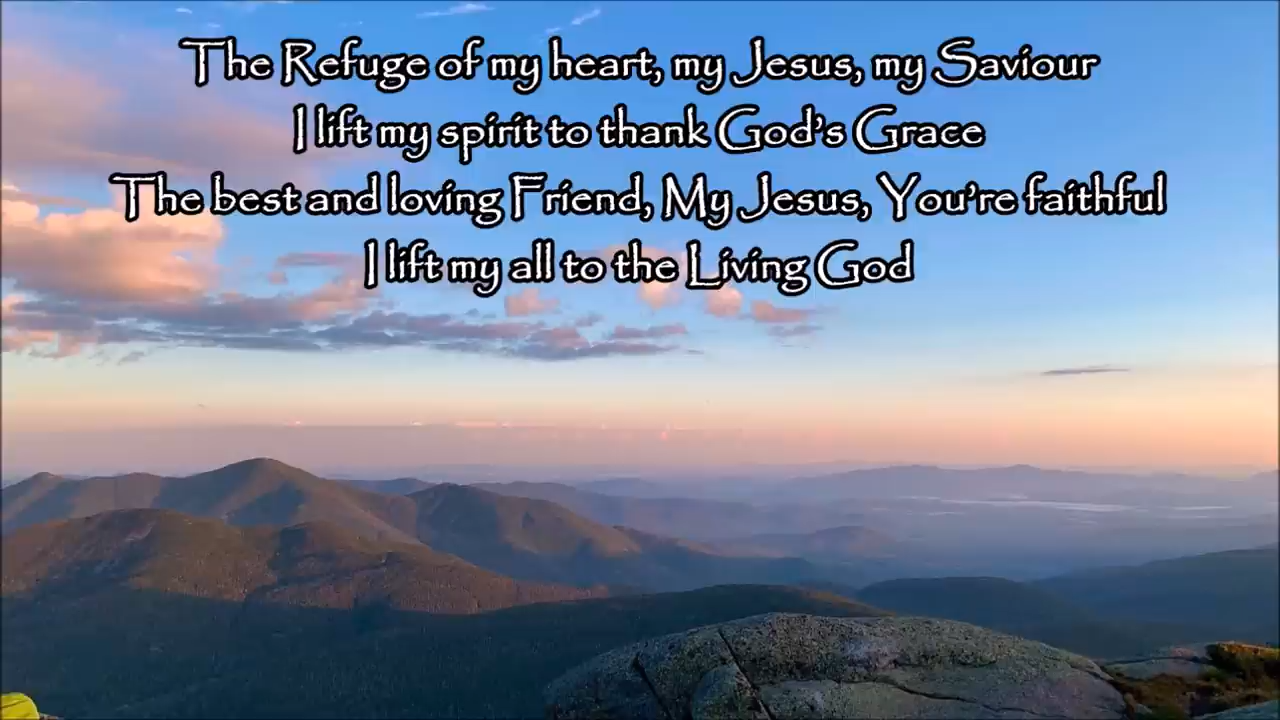 The Refuge of my heart, my Jesus, my Saviour
I lift my spirit to thank God's Grace
The best and loving Friend, My Jesus, You're faithful
I lift my all to the Living God